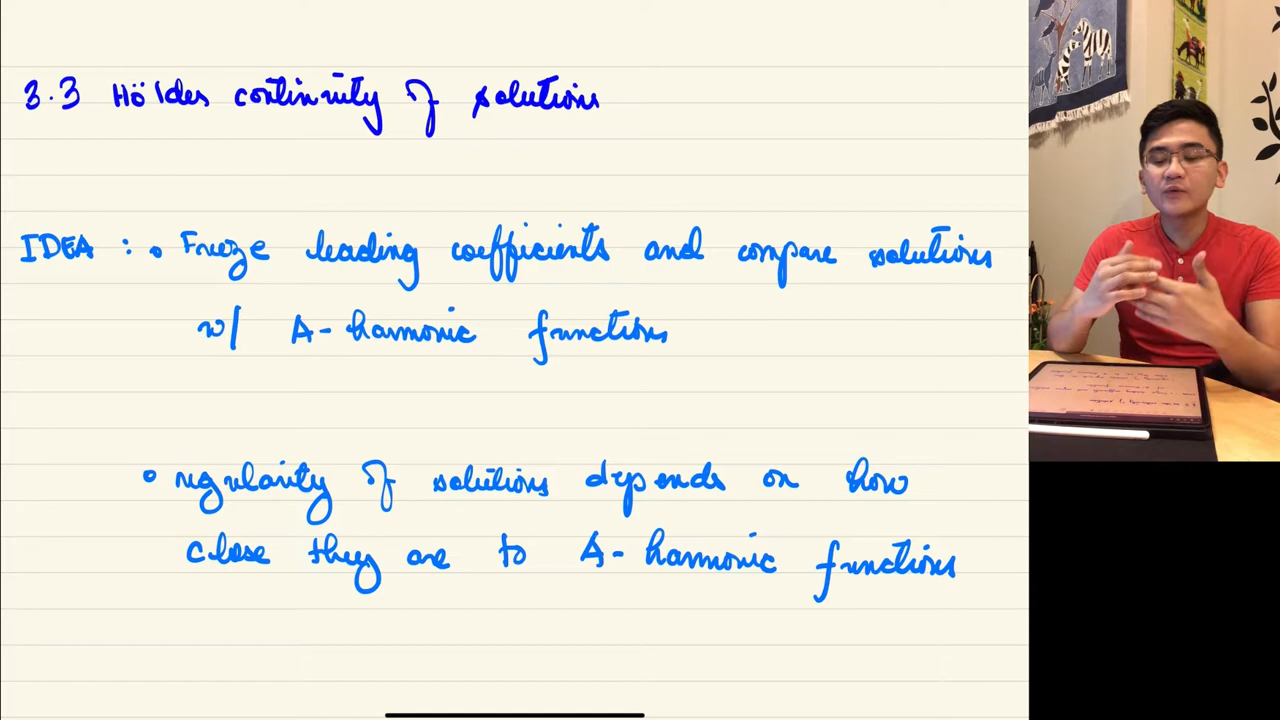 3.3 Hölder continuity of solutions
IDEA : • Freeze leading coefficients and compare solutions
w/ A-harmonic functions
• regularity of solutions depends on how
close they are to A-harmonic functions